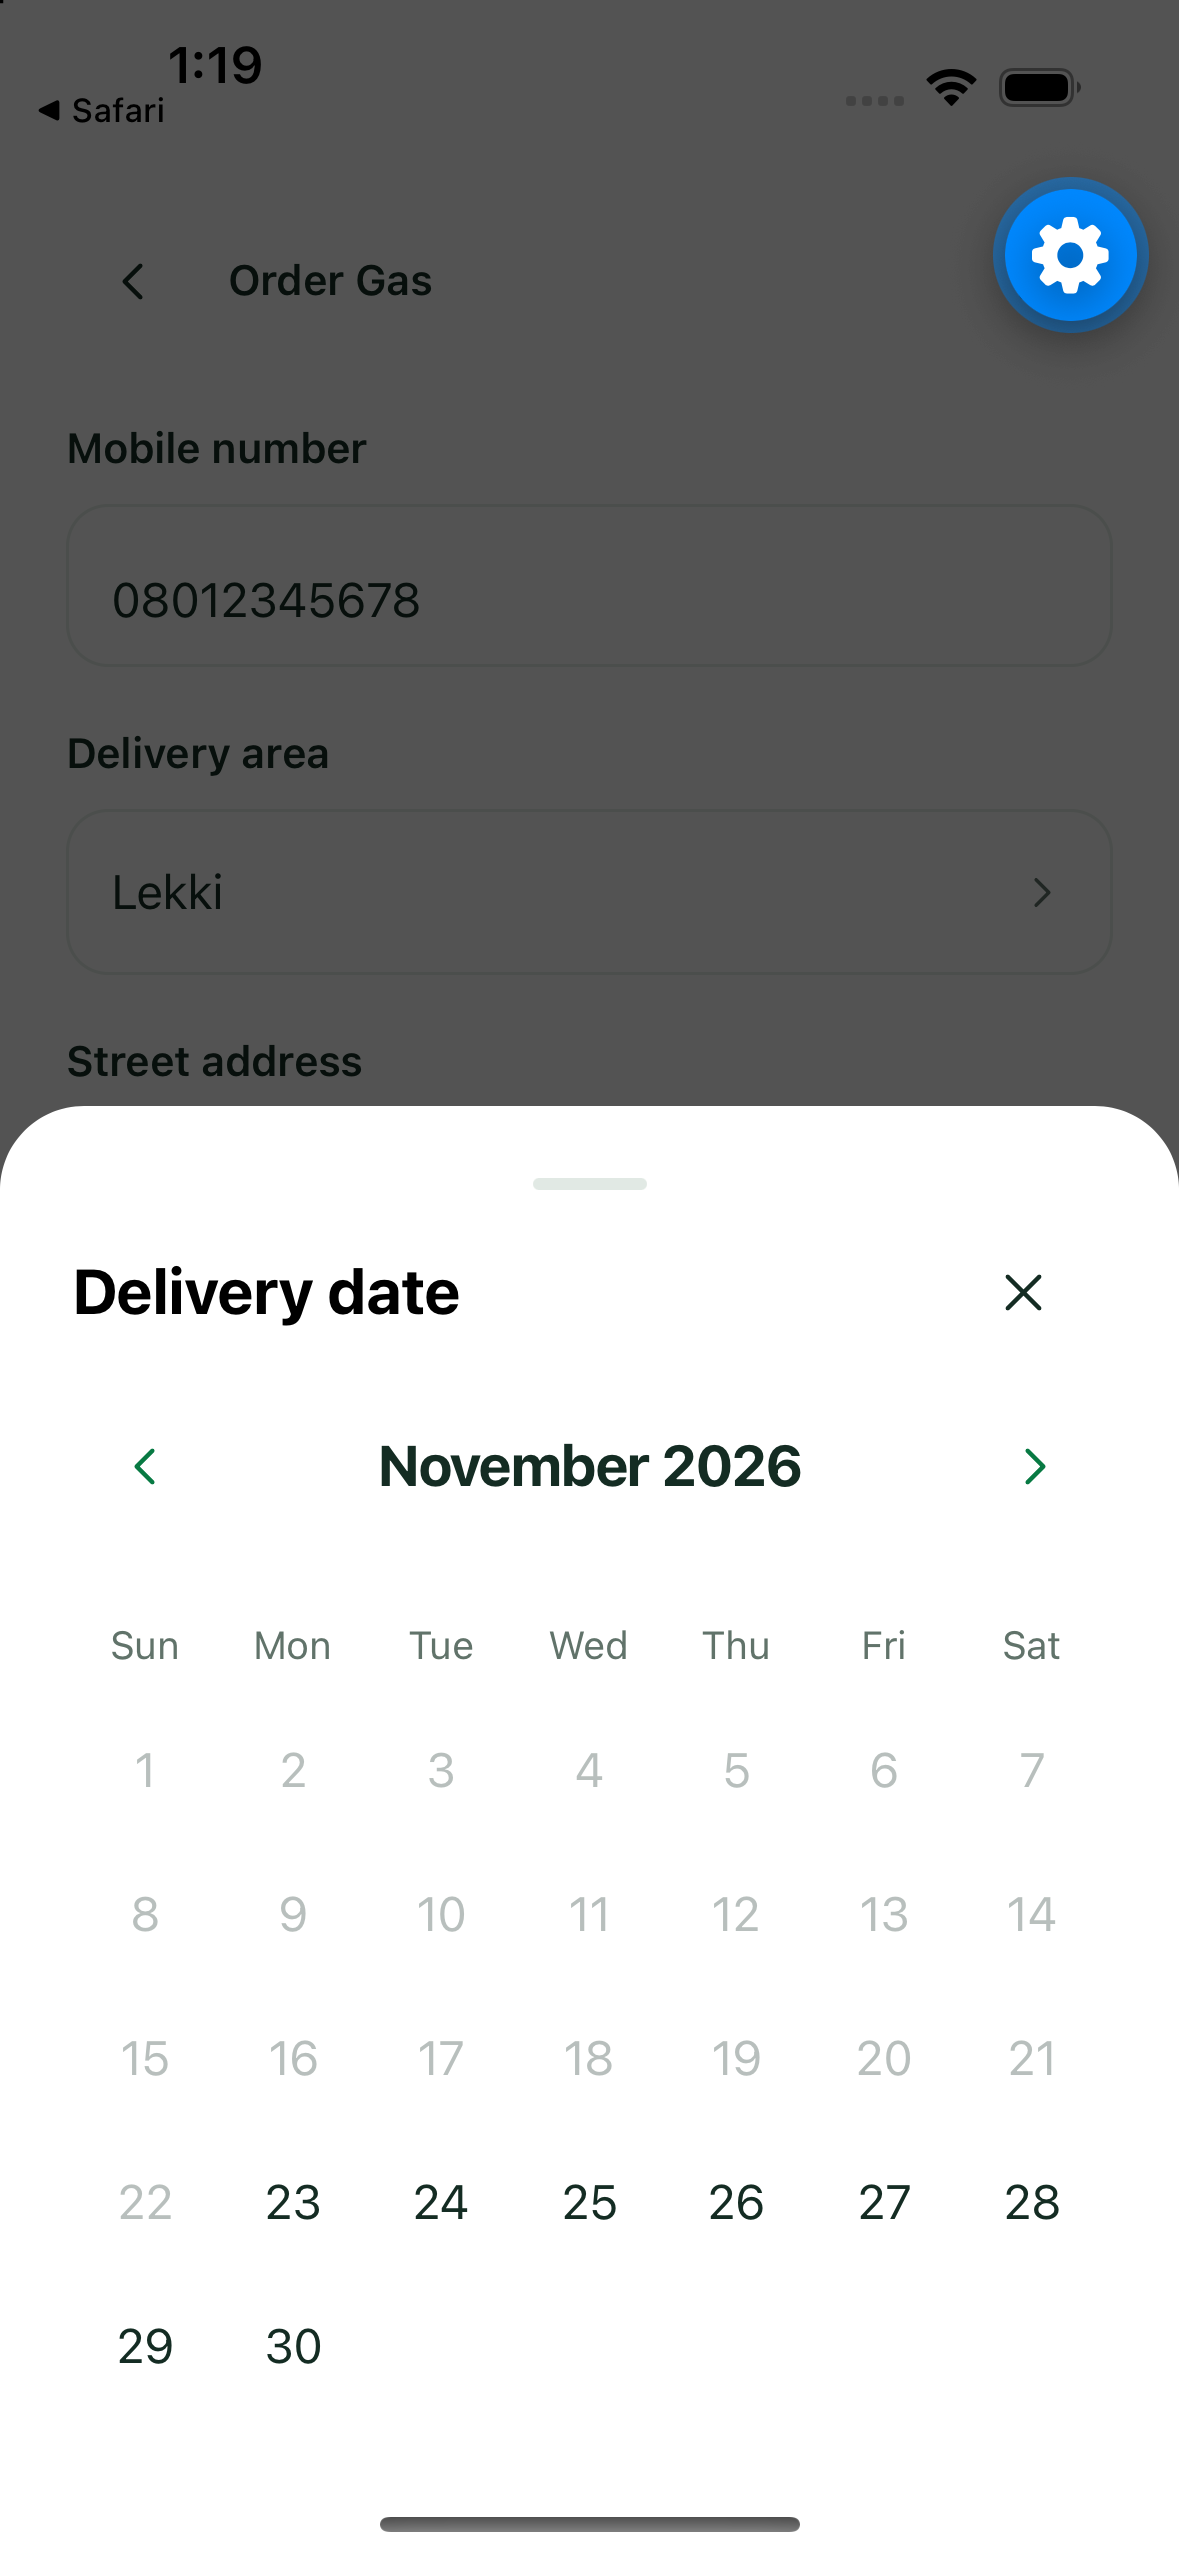 1:19
Safari
Order Gas
Mobile number
08012345678
Delivery area
Lekki
Street address
Delivery date
November 2026
Sun Mon Tue Wed Thu Fri Sat
1 2 3 4 5 6 7
8 9 10 11 12 13 14
15 16 17 18 19 20 21
22 23 24 25 26 27 28
29 30